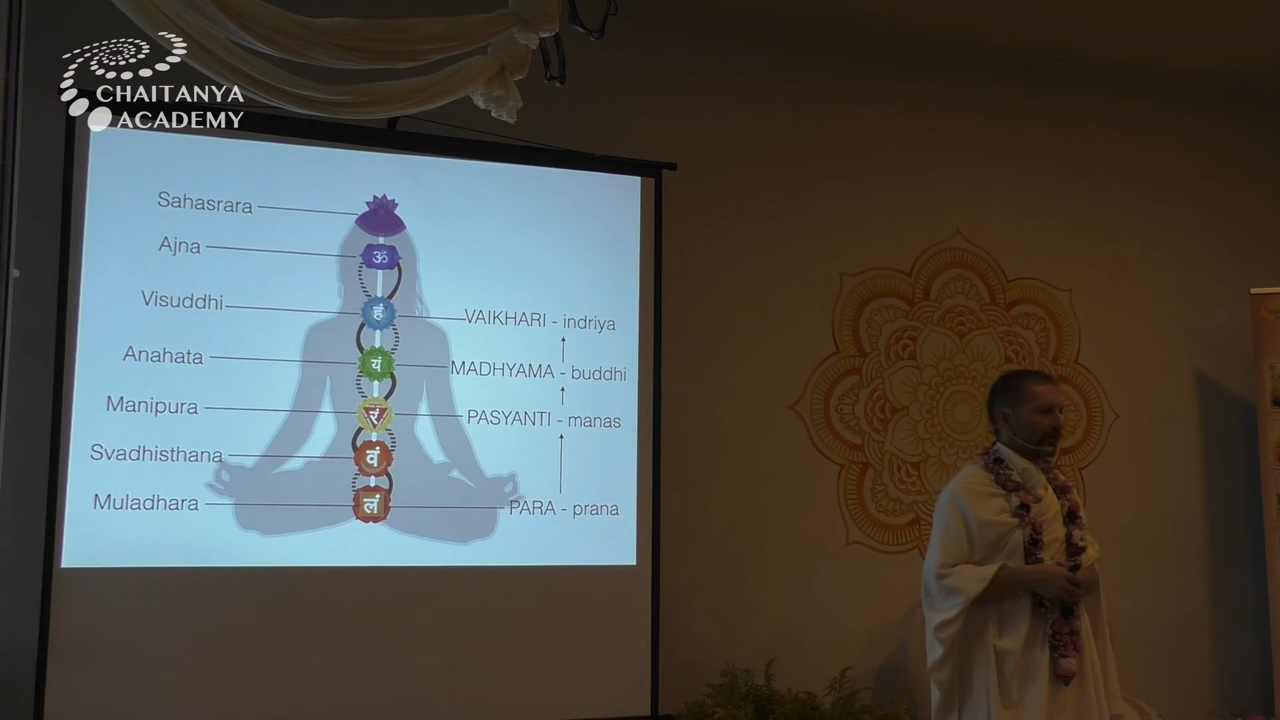 CHAITANYA
ACADEMY
Sahasrara
Ajna
ॐ
Visuddhi
हं
VAIKHARI - indriya
Anahata
यं
MADHYAMA - buddhi
Manipura
रं
PASYANTI - manas
Svadhisthana
वं
Muladhara
लं
PARA - prana